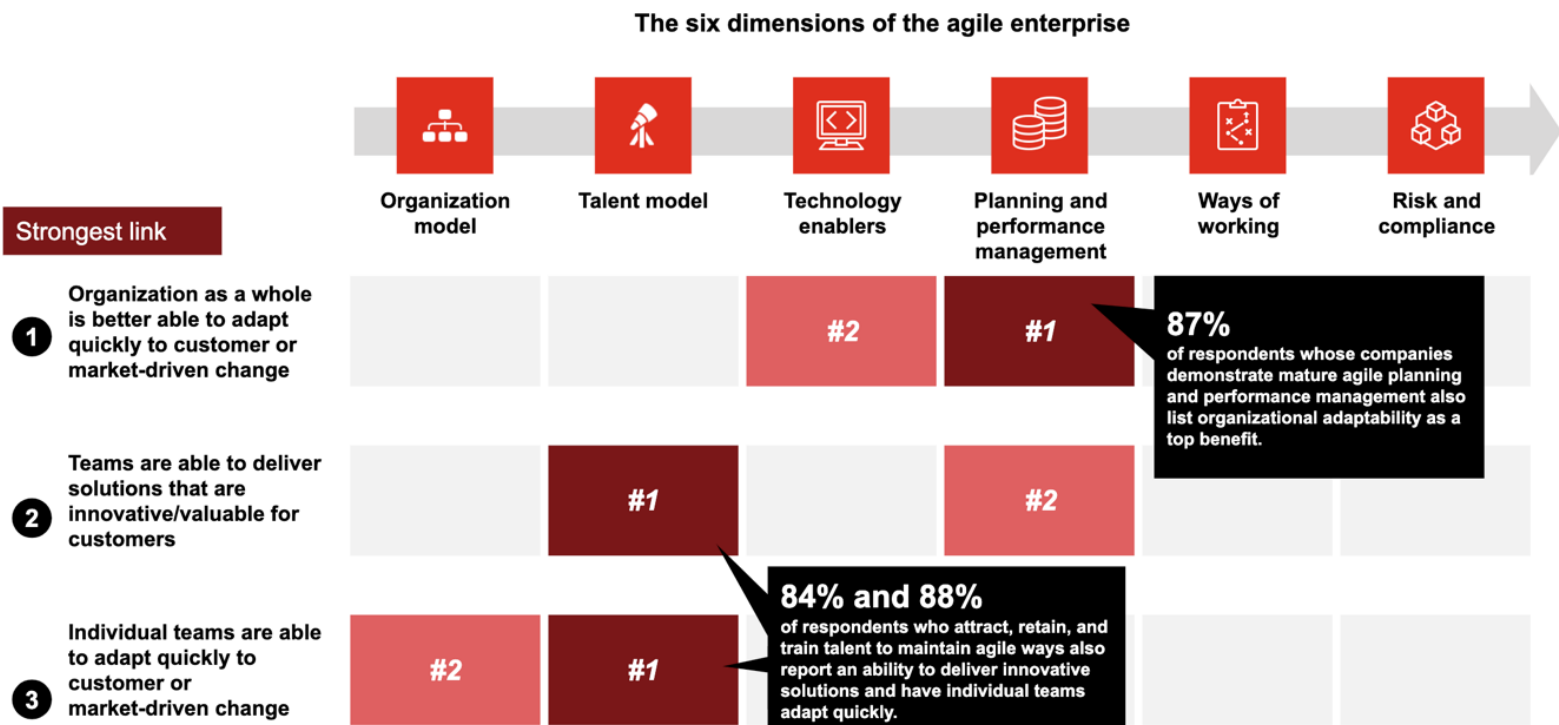 The six dimensions of the agile enterprise
Organization
model
Talent model
Technology
enablers
Planning and
performance
management
Ways of
working
Risk and
compliance
Strongest link
1
Organization as a whole
is better able to adapt
quickly to customer or
market-driven change
#2
#1
87%
of respondents whose companies
demonstrate mature agile planning
and performance management also
list organizational adaptability as a
top benefit.
2
Teams are able to deliver
solutions that are
innovative/valuable for
customers
#1
#2
84% and 88%
of respondents who attract, retain, and
train talent to maintain agile ways also
report an ability to deliver innovative
solutions and have individual teams
adapt quickly.
3
Individual teams are able
to adapt quickly to
customer or
market-driven change
#2
#1